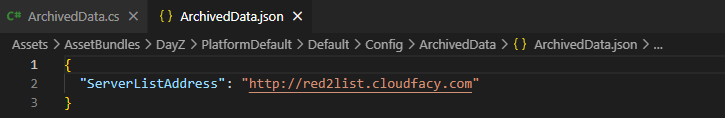 C# ArchivedData.cs × {} ArchivedData.json ×
Assets > AssetBundles > DayZ > PlatformDefault > Default > Config > ArchivedData > {} ArchivedData.json > ...
1 {
2 "ServerListAddress": "http://red2list.cloudfacy.com"
3 }